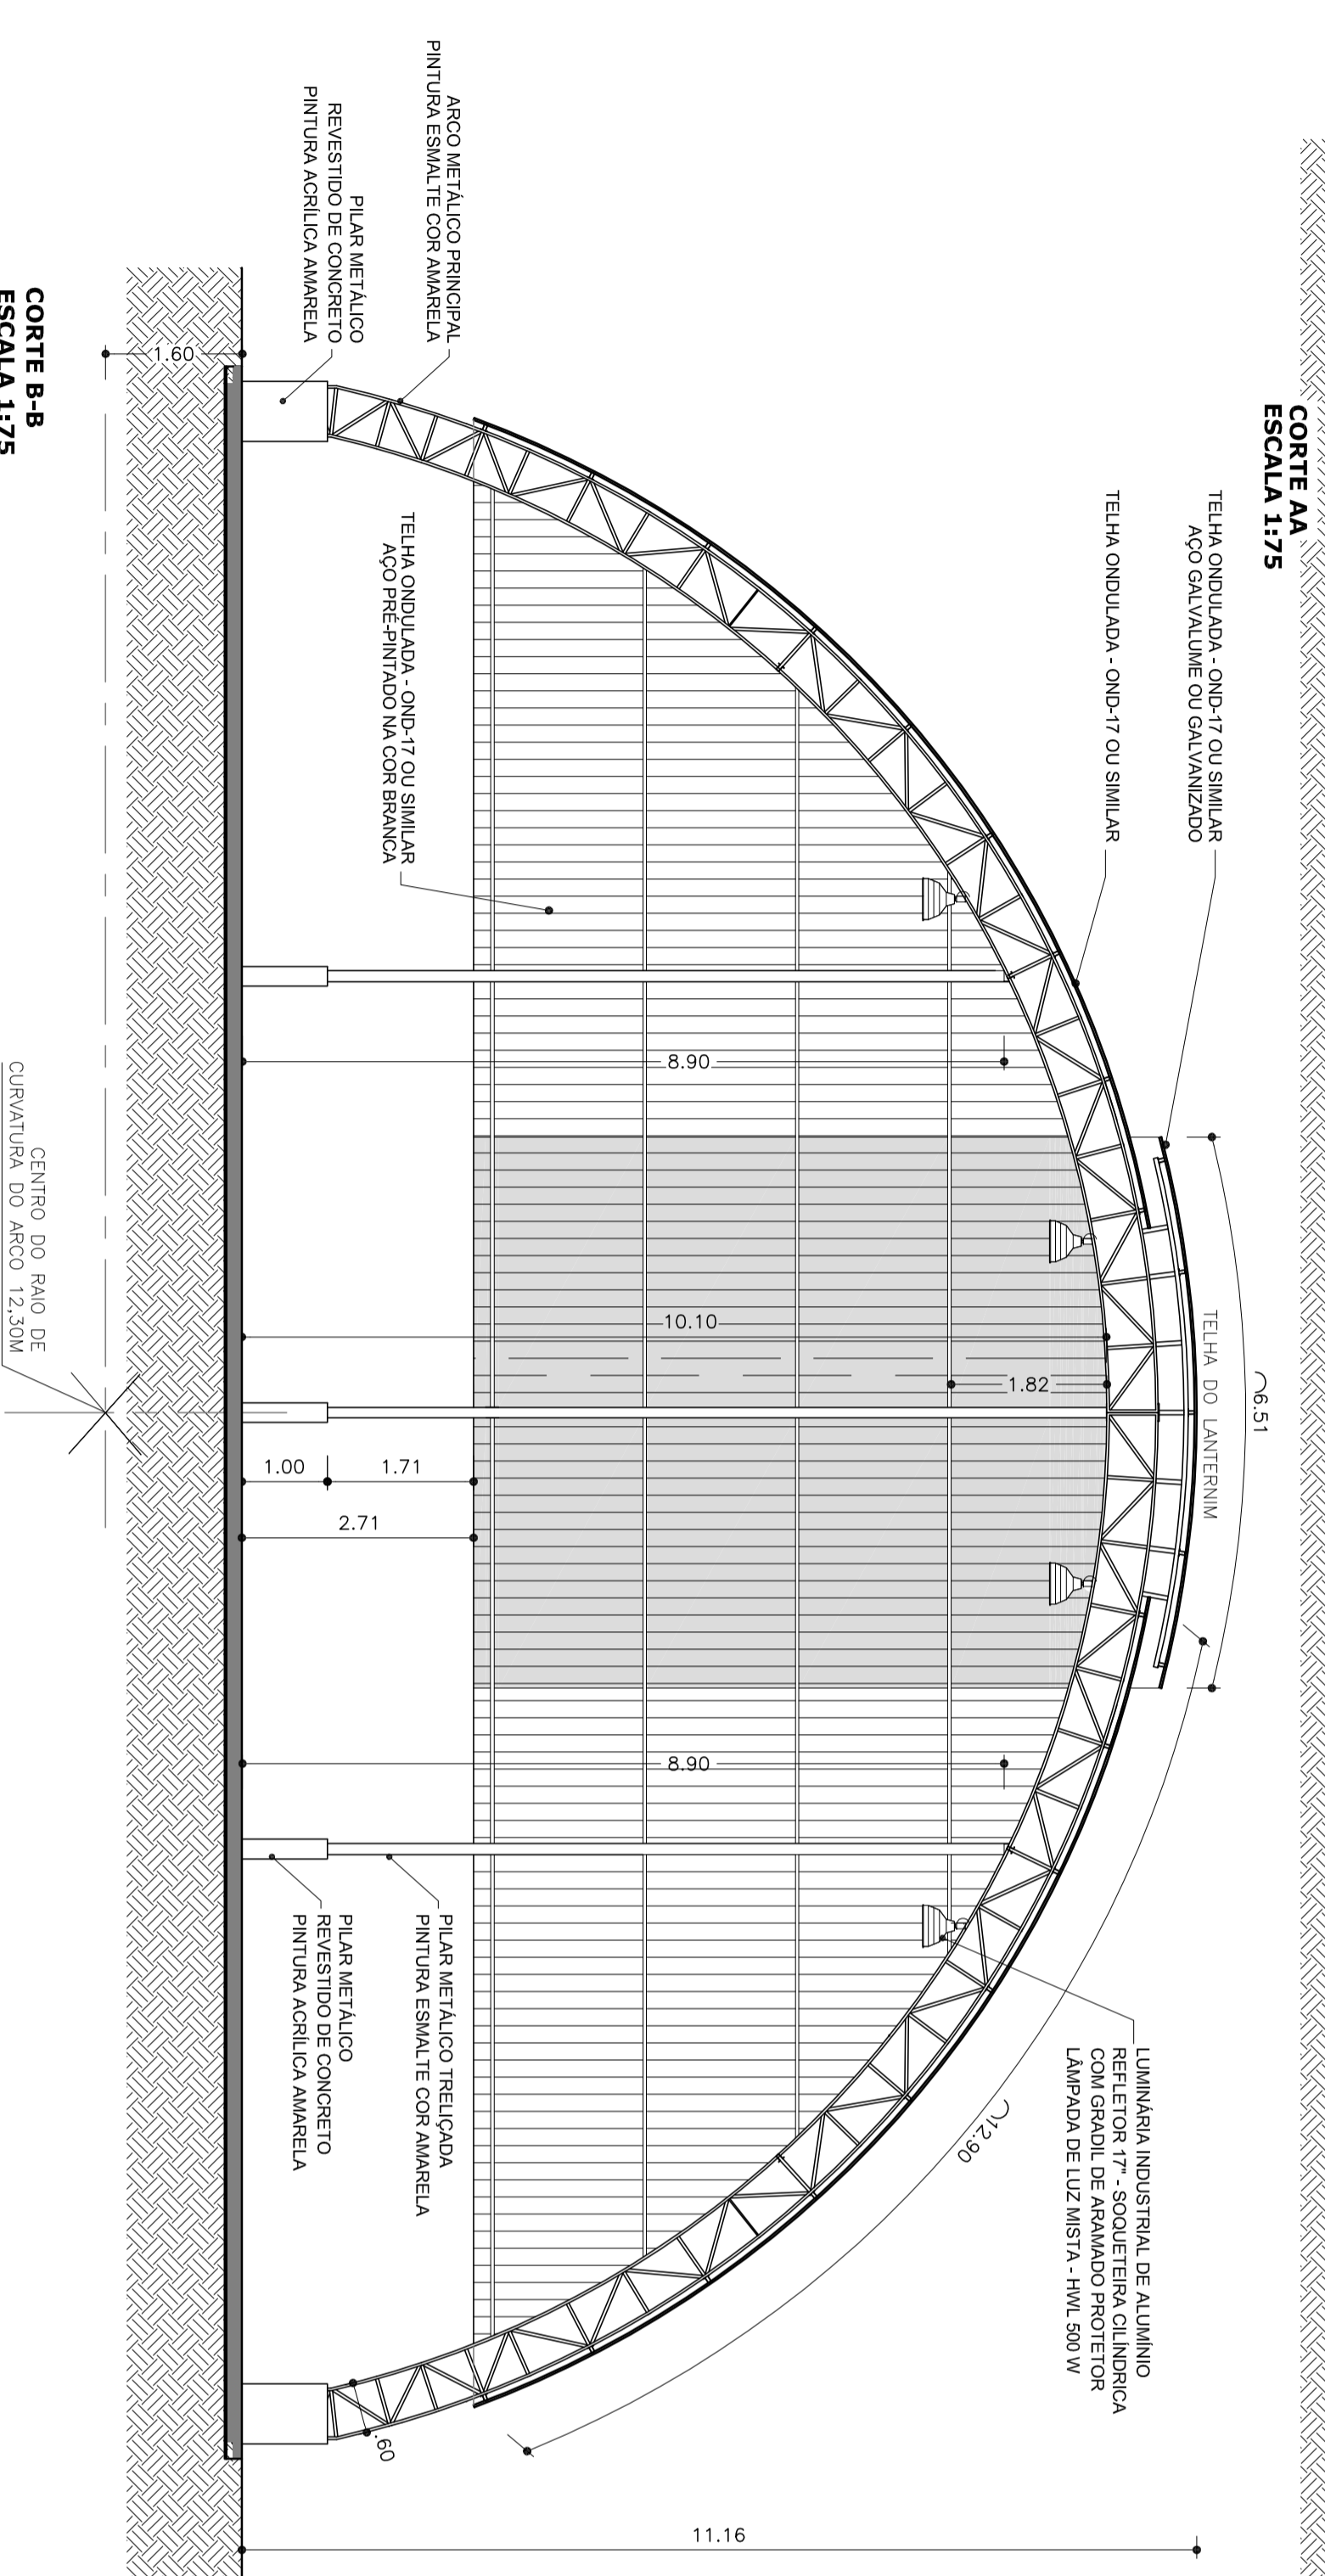 CORTE AA
ESCALA 1:75
TELHA ONDULADA - OND-17 OU SIMILAR
AÇO GALVALUME OU GALVANIZADO
TELHA ONDULADA - OND-17 OU SIMILAR
6.51
TELHA DO LANTERNIM
12.90
LUMINÁRIA INDUSTRIAL DE ALUMÍNIO
REFLETOR 17" - SOQUETEIRA CILÍNDRICA
COM GRADIL DE ARAMADO PROTETOR
LÂMPADA DE LUZ MISTA - HWL 500 W
11.16
ARCO METÁLICO PRINCIPAL
PINTURA ESMALTE COR AMARELA
PILAR METÁLICO
REVESTIDO DE CONCRETO
PINTURA ACRÍLICA AMARELA
TELHA ONDULADA - OND-17 OU SIMILAR
AÇO PRÉ-PINTADO NA COR BRANCA
8.90
10.10
1.82
8.90
1.00
1.71
2.71
PILAR METÁLICO TRELIÇADA
PINTURA ESMALTE COR AMARELA
PILAR METÁLICO
REVESTIDO DE CONCRETO
PINTURA ACRÍLICA AMARELA
.60
1.60
CENTRO DO RAIO DE
CURVATURA DO ARCO 12,30M
CORTE B-B
ESCALA 1:75